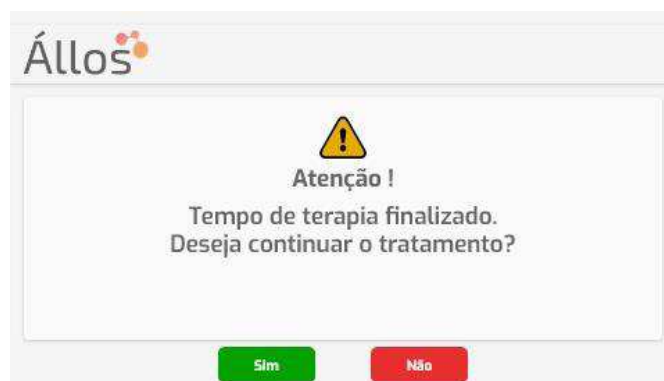 Állos
Atenção !
Tempo de terapia finalizado.
Deseja continuar o tratamento?
Sim
Não